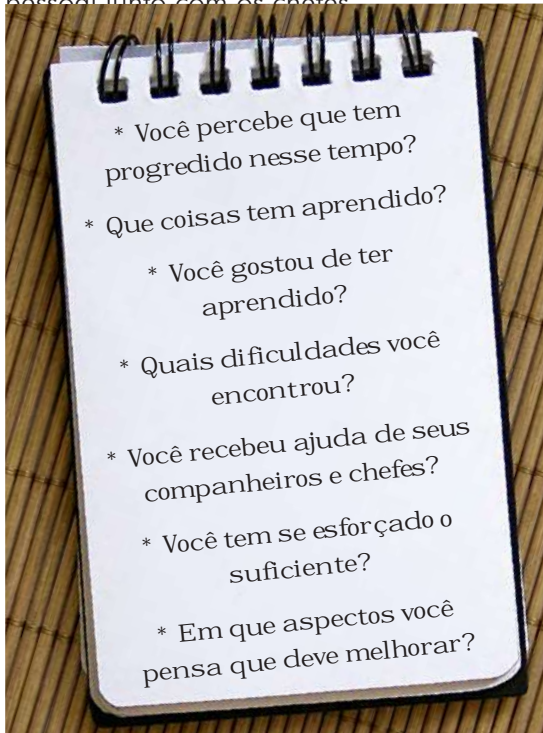 * Você percebe que tem
progredido nesse tempo?
* Que coisas tem aprendido?
* Você gostou de ter
aprendido?
* Quais dificuldades você
encontrou?
* Você recebeu ajuda de seus
companheiros e chefes?
* Você tem se esforçado o
suficiente?
* Em que aspectos você
pensa que deve melhorar?